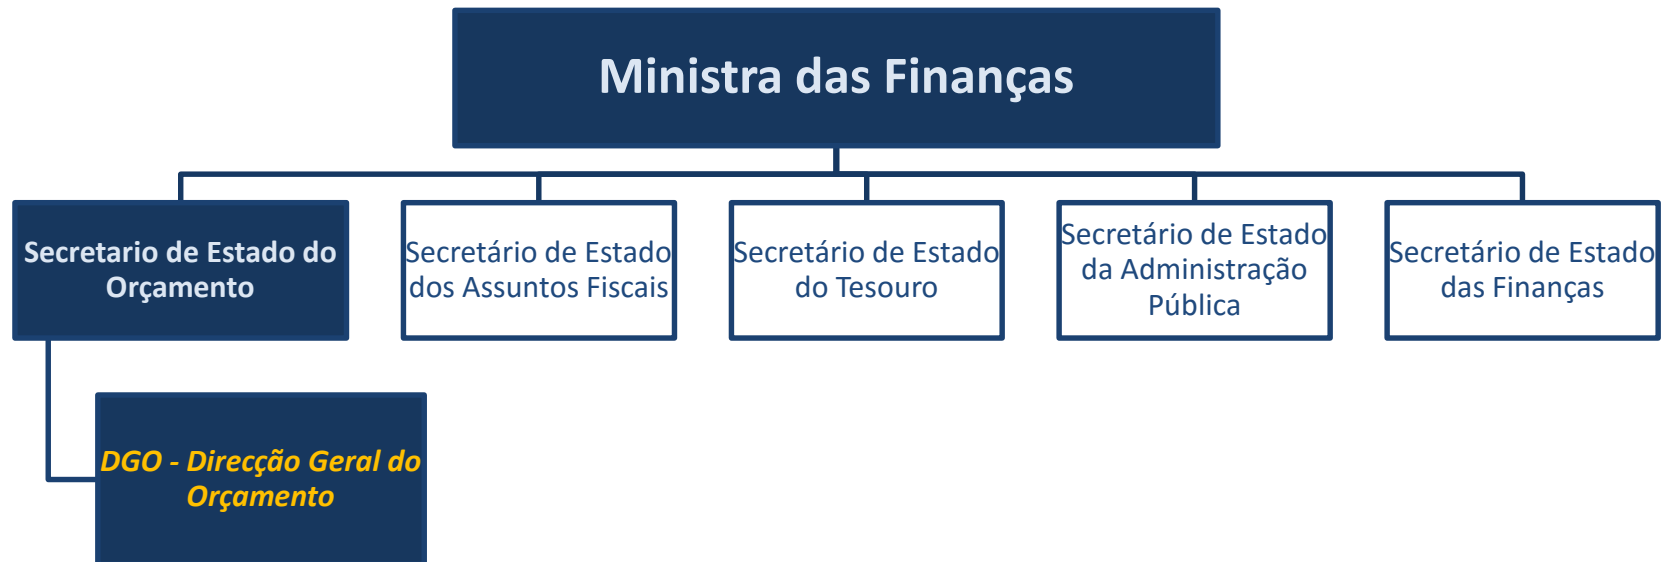 Ministra das Finanças
Secretario de Estado do
Orçamento
Secretário de Estado
dos Assuntos Fiscais
Secretário de Estado
do Tesouro
Secretário de Estado
da Administração
Pública
Secretário de Estado
das Finanças
DGO - Direcção Geral do
Orçamento